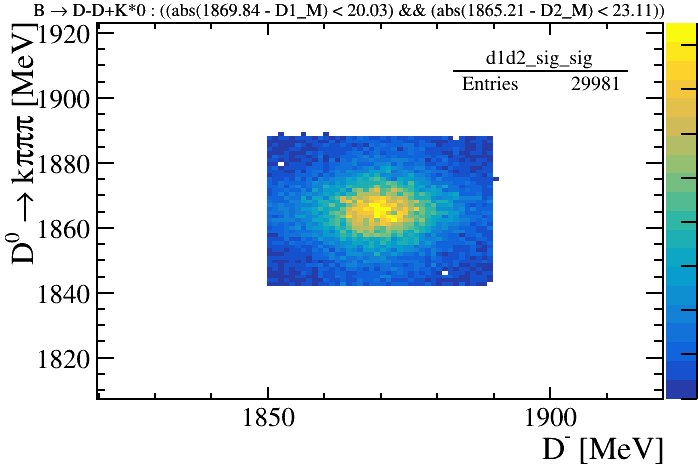 B → D-D+K*0 : ((abs(1869.84 - D1_M) < 20.03) && (abs(1865.21 - D2_M) < 23.11))
d1d2_sig_sig
Entries 29981
D⁰ → kπππ [MeV]
1920
1900
1880
1860
1840
1820
1850
1900
D⁻ [MeV]